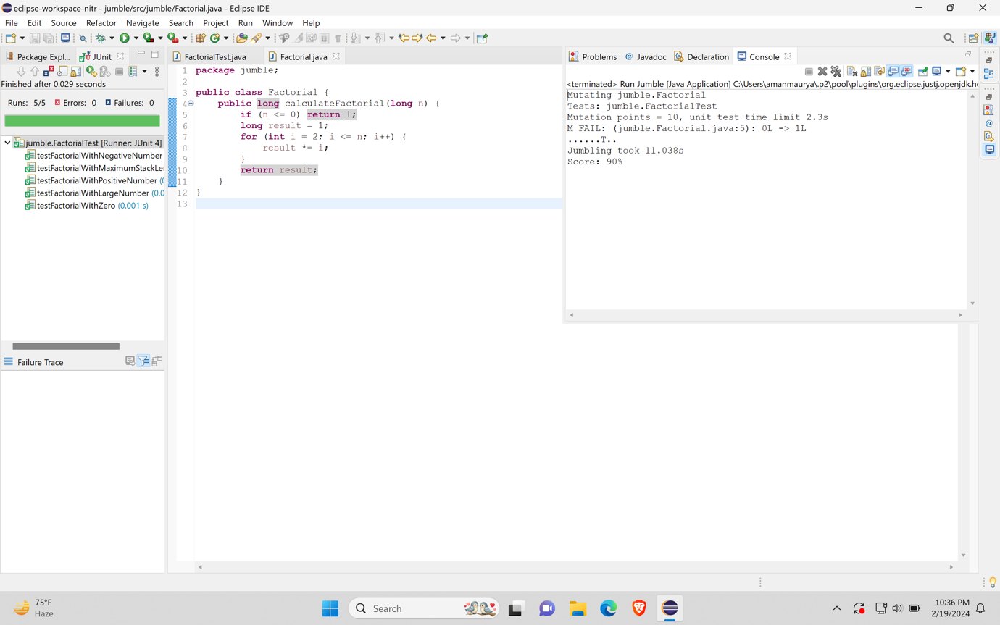 eclipse-workspace-nitr - jumble/src/jumble/Factorial.java - Eclipse IDE
File Edit Source Refactor Navigate Search Project Run Window Help
Package Expl... JUnit
Finished after 0.029 seconds
Runs: 5/5 Errors: 0 Failures: 0
jumble.FactorialTest [Runner: JUnit 4]
testFactorialWithNegativeNumber
testFactorialWithMaximumStackLe
testFactorialWithPositiveNumber (0
testFactorialWithLargeNumber (0.0
testFactorialWithZero (0.001 s)
Failure Trace
FactorialTest.java Factorial.java
1 package jumble;
2
3 public class Factorial {
4 public long calculateFactorial(long n) {
5 if (n <= 0) return 1;
6 long result = 1;
7 for (int i = 2; i <= n; i++) {
8 result *= i;
9 }
10 return result;
11 }
12 }
13
Problems Javadoc Declaration Console
<terminated> Run Jumble [Java Application] C:\Users\amanmaurya\.p2\pool\plugins\org.eclipse.justj.openjdk.ho
Mutating jumble.Factorial
Tests: jumble.FactorialTest
Mutation points = 10, unit test time limit 2.3s
M FAIL: (jumble.Factorial.java:5): 0L -> 1L
......T..
Jumbling took 11.038s
Score: 90%
75°F
Haze
Search
10:36 PM
2/19/2024